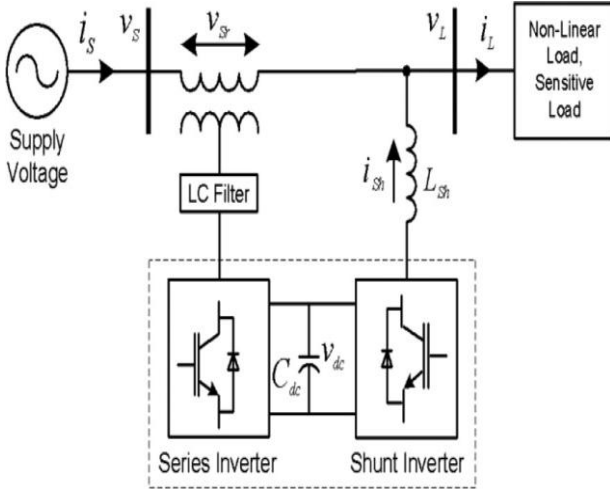 i_S
v_S
v_Sr
v_L
i_L
Non-Linear
Load,
Sensitive
Load
Supply
Voltage
LC Filter
i_Sh
L_Sh
C_dc
v_dc
Series Inverter
Shunt Inverter